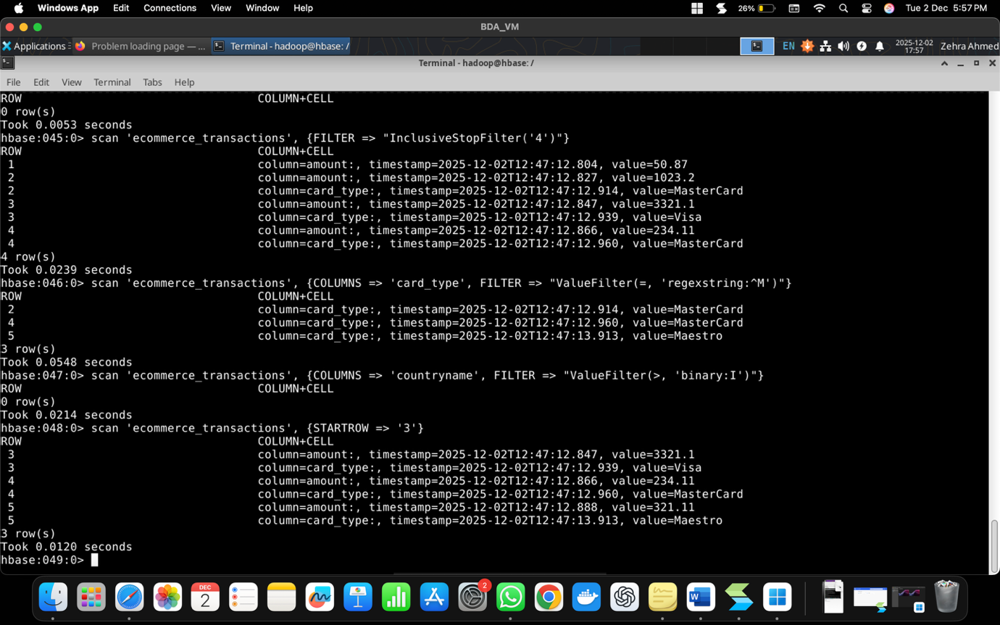 Windows App Edit Connections View Window Help 26% Tue 2 Dec 5:57 PM
BDA_VM
Applications Problem loading page — ... Terminal - hadoop@hbase: / EN 2025-12-02 17:57 Zehra Ahmed
Terminal - hadoop@hbase: /
File Edit View Terminal Tabs Help
ROW COLUMN+CELL
0 row(s)
Took 0.0053 seconds
hbase:045:0> scan 'ecommerce_transactions', {FILTER => "InclusiveStopFilter('4')"}
ROW COLUMN+CELL
1 column=amount:, timestamp=2025-12-02T12:47:12.804, value=50.87
2 column=amount:, timestamp=2025-12-02T12:47:12.827, value=1023.2
2 column=card_type:, timestamp=2025-12-02T12:47:12.914, value=MasterCard
3 column=amount:, timestamp=2025-12-02T12:47:12.847, value=3321.1
3 column=card_type:, timestamp=2025-12-02T12:47:12.939, value=Visa
4 column=amount:, timestamp=2025-12-02T12:47:12.866, value=234.11
4 column=card_type:, timestamp=2025-12-02T12:47:12.960, value=MasterCard
4 row(s)
Took 0.0239 seconds
hbase:046:0> scan 'ecommerce_transactions', {COLUMNS => 'card_type', FILTER => "ValueFilter(=, 'regexstring:^M')"}
ROW COLUMN+CELL
2 column=card_type:, timestamp=2025-12-02T12:47:12.914, value=MasterCard
4 column=card_type:, timestamp=2025-12-02T12:47:12.960, value=MasterCard
5 column=card_type:, timestamp=2025-12-02T12:47:13.913, value=Maestro
3 row(s)
Took 0.0548 seconds
hbase:047:0> scan 'ecommerce_transactions', {COLUMNS => 'countryname', FILTER => "ValueFilter(>, 'binary:I')"}
ROW COLUMN+CELL
0 row(s)
Took 0.0214 seconds
hbase:048:0> scan 'ecommerce_transactions', {STARTROW => '3'}
ROW COLUMN+CELL
3 column=amount:, timestamp=2025-12-02T12:47:12.847, value=3321.1
3 column=card_type:, timestamp=2025-12-02T12:47:12.939, value=Visa
4 column=amount:, timestamp=2025-12-02T12:47:12.866, value=234.11
4 column=card_type:, timestamp=2025-12-02T12:47:12.960, value=MasterCard
5 column=amount:, timestamp=2025-12-02T12:47:12.888, value=321.11
5 column=card_type:, timestamp=2025-12-02T12:47:13.913, value=Maestro
3 row(s)
Took 0.0120 seconds
hbase:049:0>
DEC
2
2
W